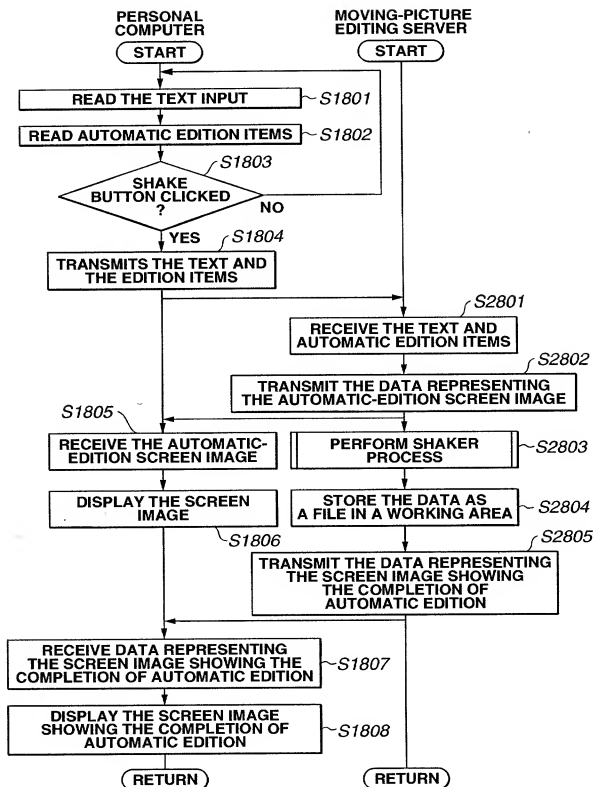 PERSONAL
COMPUTER
START
READ THE TEXT INPUT
S1801
READ AUTOMATIC EDITION ITEMS
S1802
S1803
SHAKE
BUTTON CLICKED
?
NO
YES
S1804
TRANSMITS THE TEXT AND
THE EDITION ITEMS
MOVING-PICTURE
EDITING SERVER
START
S2801
RECEIVE THE TEXT AND
AUTOMATIC EDITION ITEMS
S2802
TRANSMIT THE DATA REPRESENTING
THE AUTOMATIC-EDITION SCREEN IMAGE
S1805
RECEIVE THE AUTOMATIC-
EDITION SCREEN IMAGE
PERFORM SHAKER
PROCESS
S2803
DISPLAY THE SCREEN
IMAGE
S1806
STORE THE DATA AS
A FILE IN A WORKING AREA
S2804
S2805
TRANSMIT THE DATA REPRESENTING
THE SCREEN IMAGE SHOWING
THE COMPLETION OF
AUTOMATIC EDITION
RECEIVE DATA REPRESENTING
THE SCREEN IMAGE SHOWING THE
COMPLETION OF AUTOMATIC EDITION
S1807
DISPLAY THE SCREEN IMAGE
SHOWING THE COMPLETION OF
AUTOMATIC EDITION
S1808
RETURN
RETURN